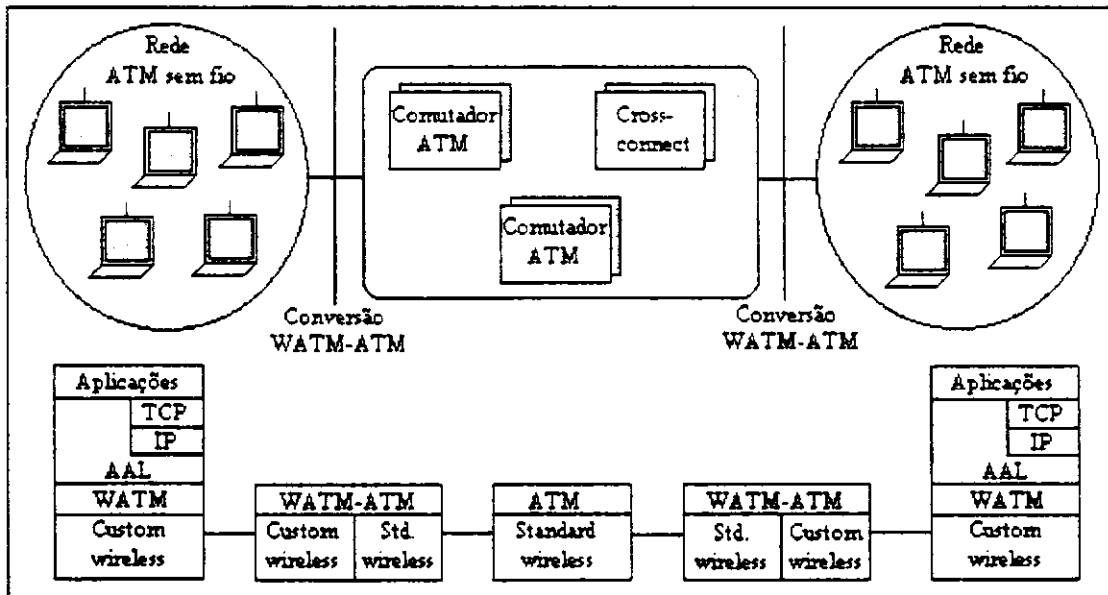 Rede
ATM sem fio
Comutador
ATM
Cross-
connect
Comutador
ATM
Rede
ATM sem fio
Conversão
WATM-ATM
Conversão
WATM-ATM
Aplicações
TCP
IP
AAL
WATM
Custom
wireless
WATM-ATM
Custom
wireless
Std.
wireless
ATM
Standard
wireless
WATM-ATM
Std.
wireless
Custom
wireless
Aplicações
TCP
IP
AAL
WATM
Custom
wireless